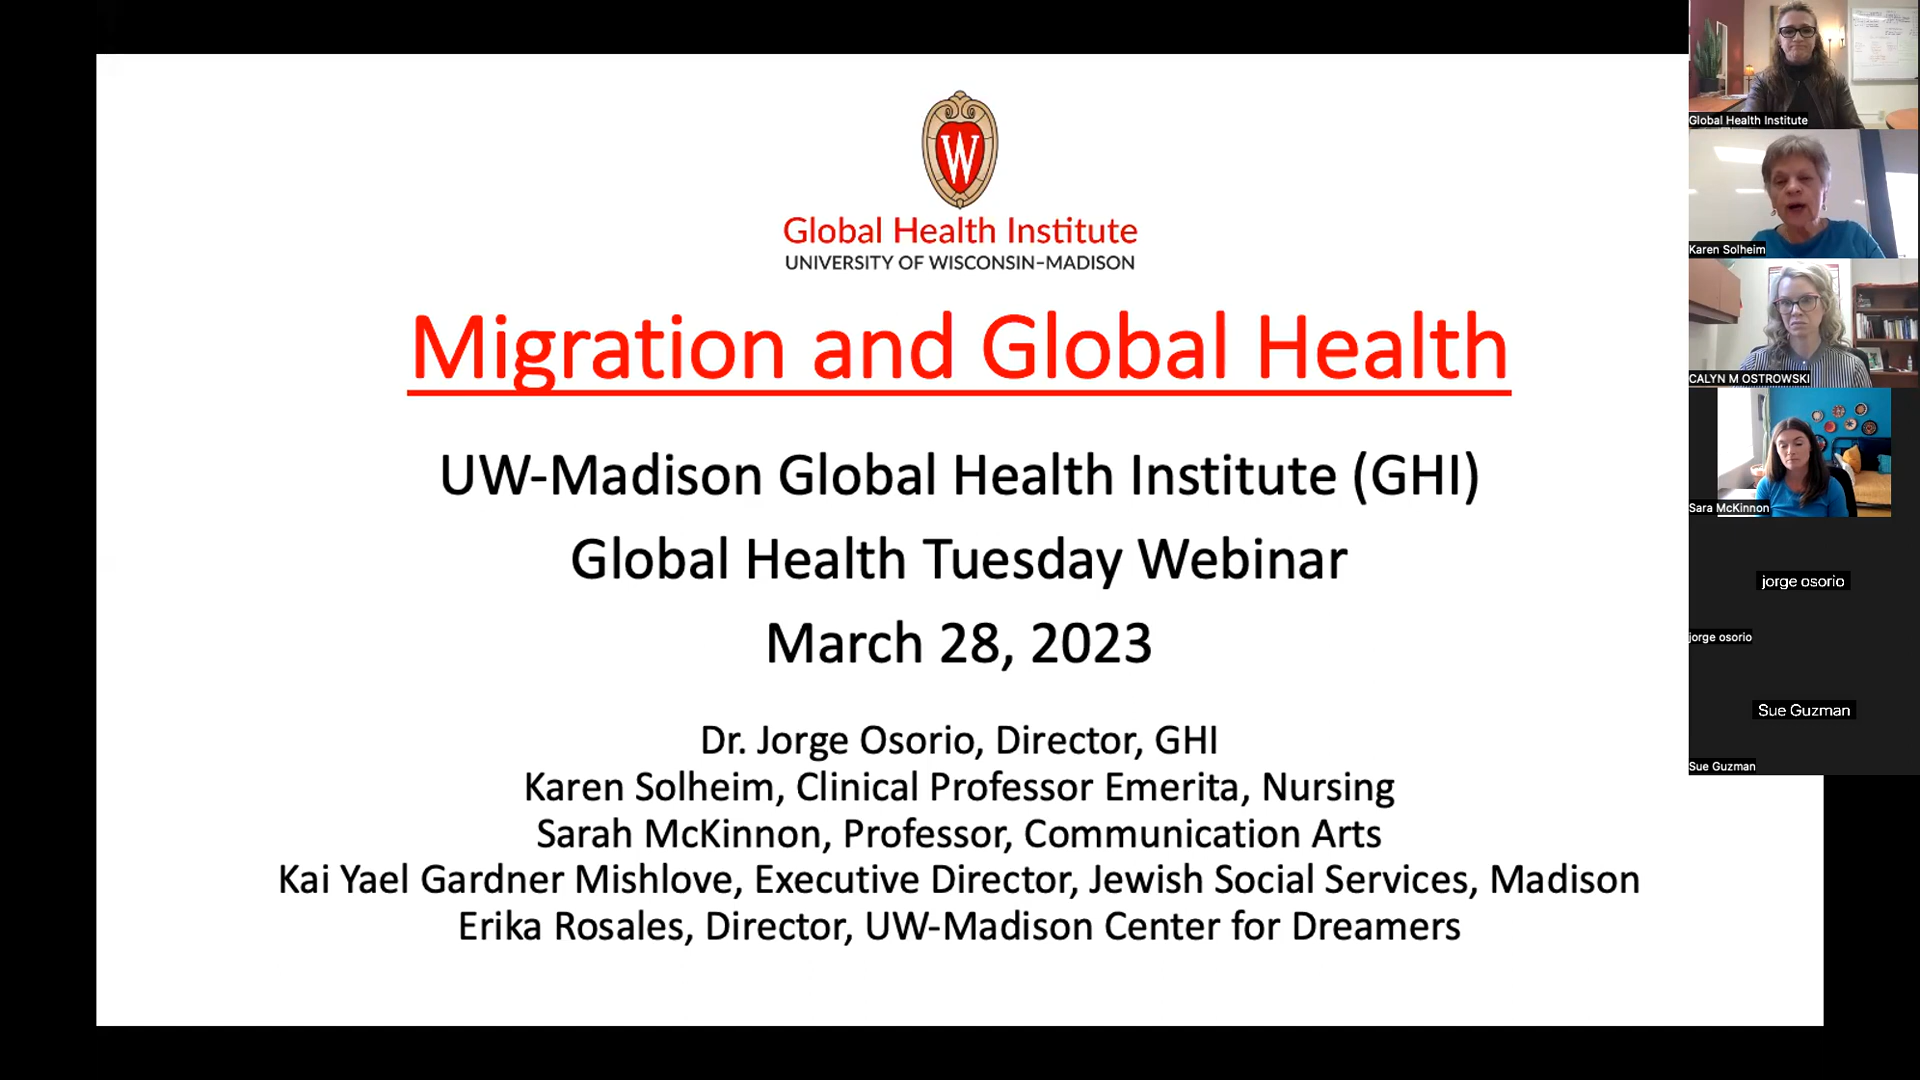 W
Global Health Institute
UNIVERSITY OF WISCONSIN–MADISON
Migration and Global Health
UW-Madison Global Health Institute (GHI)
Global Health Tuesday Webinar
March 28, 2023
Dr. Jorge Osorio, Director, GHI
Karen Solheim, Clinical Professor Emerita, Nursing
Sarah McKinnon, Professor, Communication Arts
Kai Yael Gardner Mishlove, Executive Director, Jewish Social Services, Madison
Erika Rosales, Director, UW-Madison Center for Dreamers
Global Health Institute
Karen Solheim
CALYN M OSTROWSKI
Sara McKinnon
jorge osorio
jorge osorio
Sue Guzman
Sue Guzman